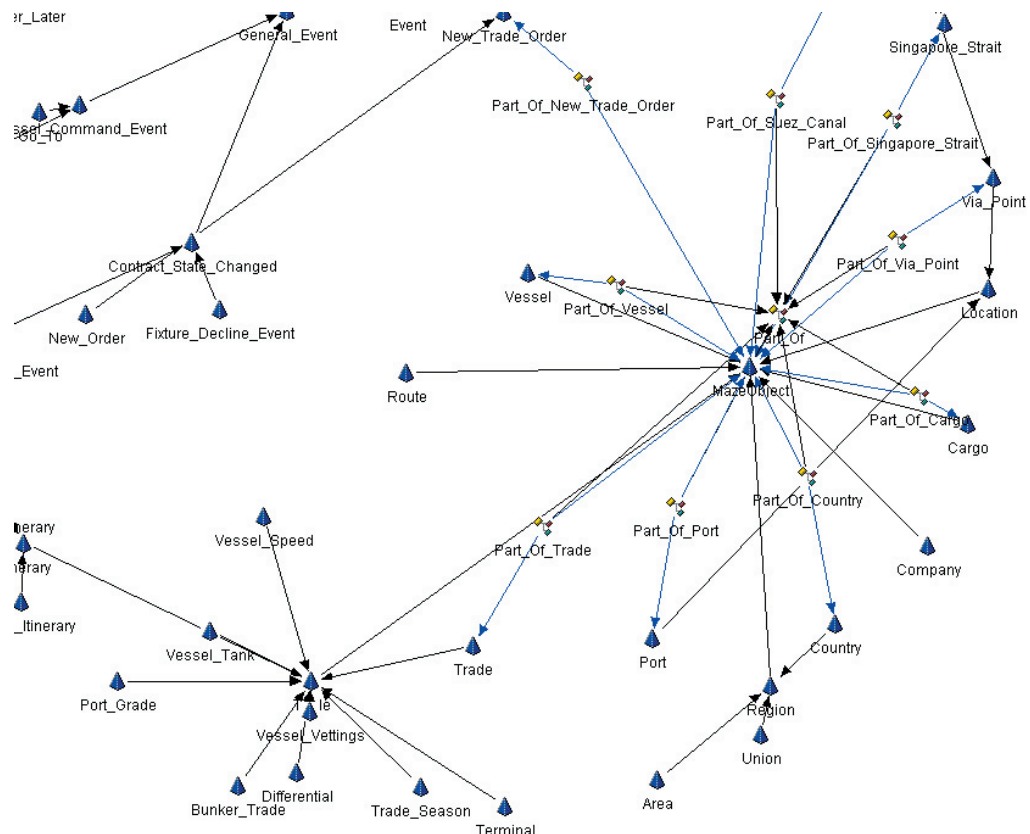 General_Event
Event
New_Trade_Order
Singapore_Strait
Part_Of_New_Trade_Order
Part_Of_Suez_Canal
Part_Of_Singapore_Strait
Via_Point
Part_Of_Via_Point
Contract_State_Changed
Vessel
Part_Of_Vessel
Location
New_Order
Fixture_Decline_Event
Part_Of
_Event
Route
MazeObject
Part_Of_Cargo
Cargo
Part_Of_Country
Vessel_Speed
Part_Of_Trade
Part_Of_Port
Company
_Itinerary
Vessel_Tank
Trade
Port
Country
Port_Grade
Region
Vessel_Vettings
Union
Differential
Bunker_Trade
Trade_Season
Area
Terminal